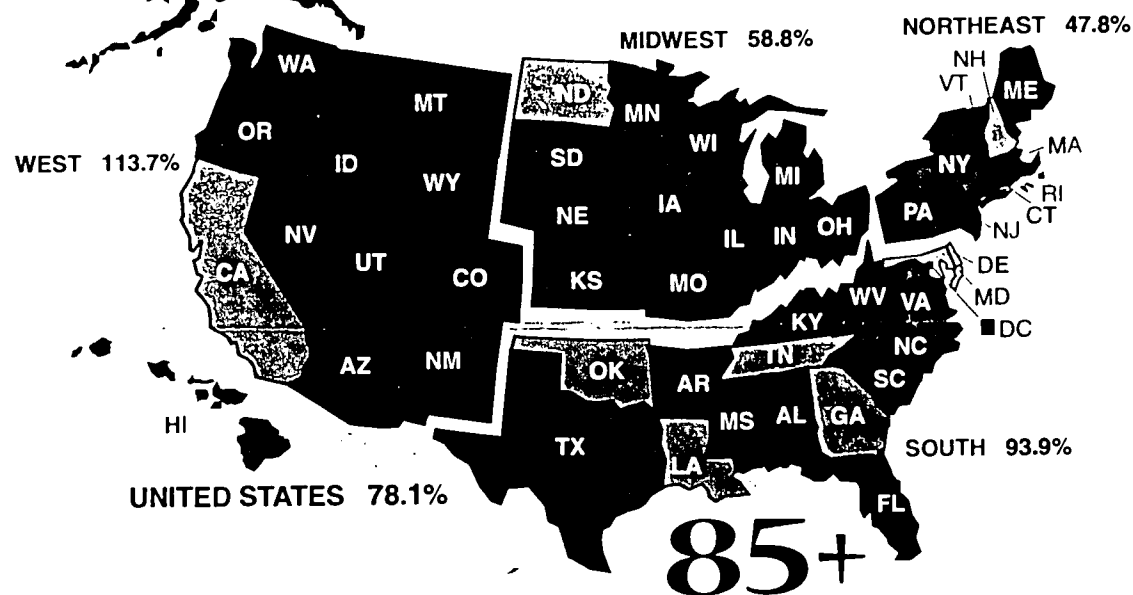 NORTHEAST 47.8%
MIDWEST 58.8%
NH
VT
WA
ME
ND
MT
MN
OR
WI
MA
WEST 113.7%
ID
SD
NY
WY
MI
RI
IA
PA
CT
NE
OH
NJ
NV
IL
IN
UT
DE
CA
CO
KS
MO
MD
WV
VA
DC
KY
NC
TN
AZ
NM
OK
SC
AR
HI
MS
AL
GA
TX
SOUTH 93.9%
LA
UNITED STATES 78.1%
FL
85+